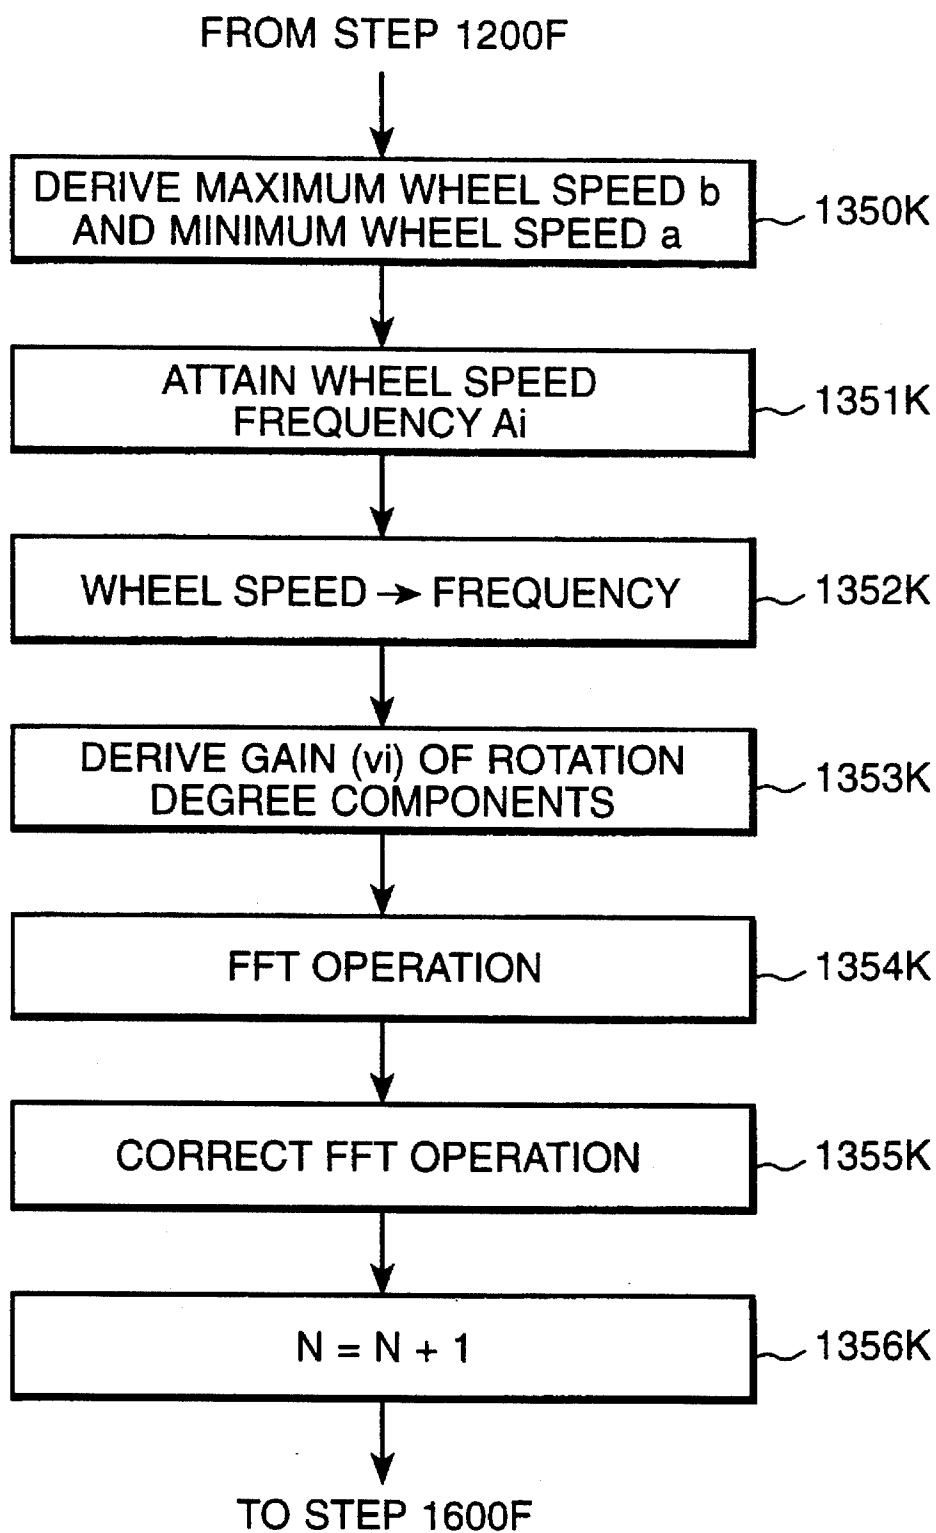 FROM STEP 1200F
DERIVE MAXIMUM WHEEL SPEED b
AND MINIMUM WHEEL SPEED a
1350K
ATTAIN WHEEL SPEED
FREQUENCY Ai
1351K
WHEEL SPEED → FREQUENCY
1352K
DERIVE GAIN (vi) OF ROTATION
DEGREE COMPONENTS
1353K
FFT OPERATION
1354K
CORRECT FFT OPERATION
1355K
N = N + 1
1356K
TO STEP 1600F